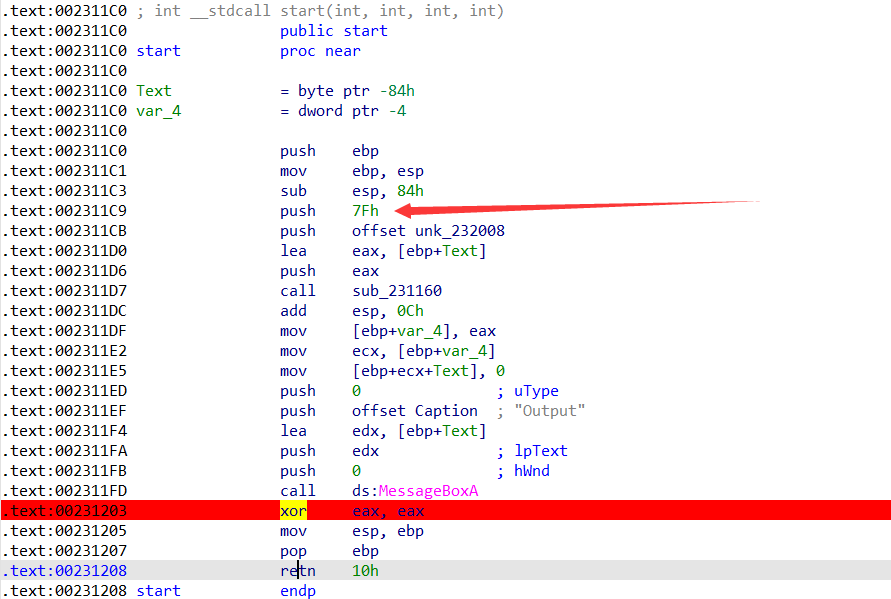 .text:002311C0 ; int __stdcall start(int, int, int, int)
.text:002311C0 public start
.text:002311C0 start proc near
.text:002311C0
.text:002311C0 Text = byte ptr -84h
.text:002311C0 var_4 = dword ptr -4
.text:002311C0
.text:002311C0 push ebp
.text:002311C1 mov ebp, esp
.text:002311C3 sub esp, 84h
.text:002311C9 push 7Fh
.text:002311CB push offset unk_232008
.text:002311D0 lea eax, [ebp+Text]
.text:002311D6 push eax
.text:002311D7 call sub_231160
.text:002311DC add esp, 0Ch
.text:002311DF mov [ebp+var_4], eax
.text:002311E2 mov ecx, [ebp+var_4]
.text:002311E5 mov [ebp+ecx+Text], 0
.text:002311ED push 0 ; uType
.text:002311EF push offset Caption ; "Output"
.text:002311F4 lea edx, [ebp+Text]
.text:002311FA push edx ; lpText
.text:002311FB push 0 ; hWnd
.text:002311FD call ds:MessageBoxA
.text:00231203 xor eax, eax
.text:00231205 mov esp, ebp
.text:00231207 pop ebp
.text:00231208 retn 10h
.text:00231208 start endp